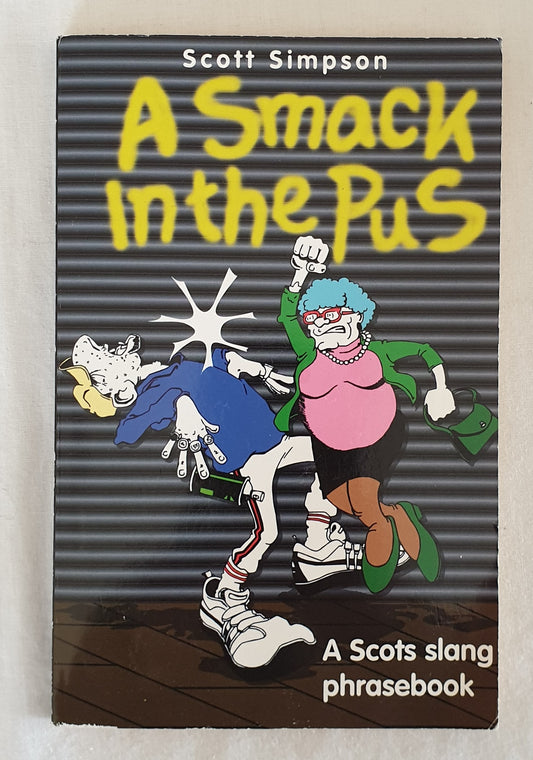 Scott Simpson
A Smack
in the Pus
A Scots slang
phrasebook